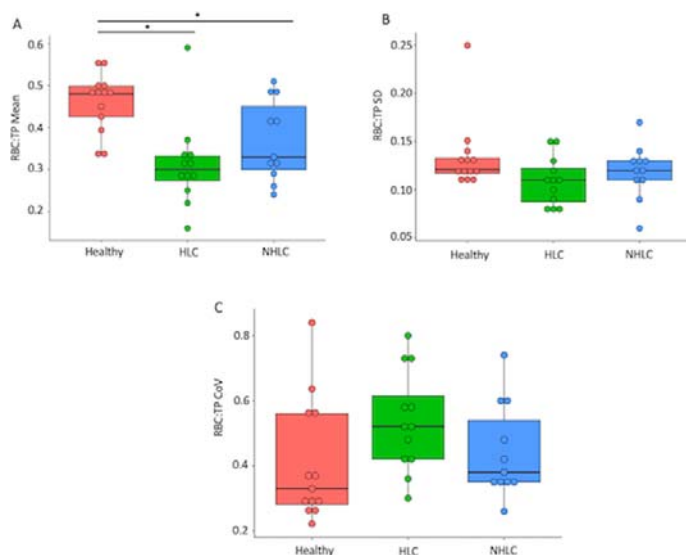 A
*
*
0.6
0.5
0.4
0.3
0.2
RBC:TP Mean
Healthy HLC NHLC
B
0.25
0.20
0.15
0.10
0.05
RBC:TP SD
Healthy HLC NHLC
C
0.8
0.6
0.4
0.2
RBC:TP CoV
Healthy HLC NHLC